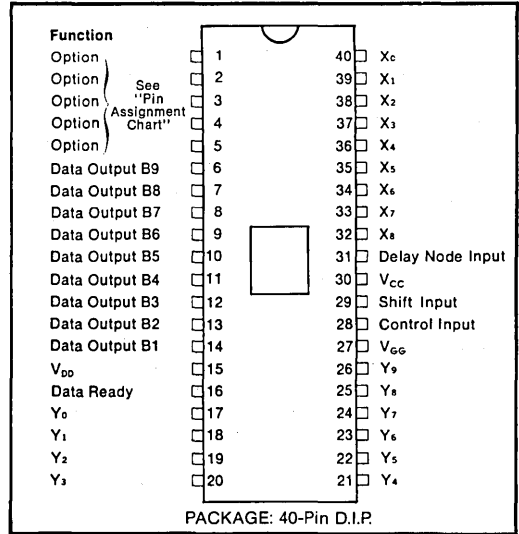 Function
Option 1 40 Xc
Option 2 39 X1
Option 3 38 X2
Option 4 37 X3
Option 5 36 X4
See
"Pin
Assignment
Chart"
Data Output B9 6 35 X5
Data Output B8 7 34 X6
Data Output B7 8 33 X7
Data Output B6 9 32 X8
Data Output B5 10 31 Delay Node Input
Data Output B4 11 30 VCC
Data Output B3 12 29 Shift Input
Data Output B2 13 28 Control Input
Data Output B1 14 27 VGG
VDD 15 26 Y9
Data Ready 16 25 Y8
Y0 17 24 Y7
Y1 18 23 Y6
Y2 19 22 Y5
Y3 20 21 Y4
PACKAGE: 40-Pin D.I.P.